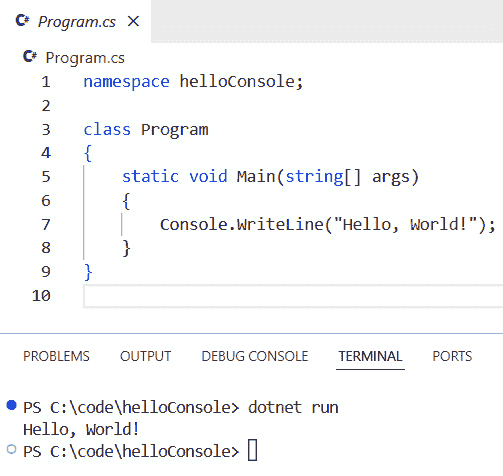 C# Program.cs ×
C# Program.cs
1 namespace helloConsole;
2
3 class Program
4 {
5     static void Main(string[] args)
6     {
7         Console.WriteLine("Hello, World!");
8     }
9 }
10
PROBLEMS OUTPUT DEBUG CONSOLE TERMINAL PORTS
PS C:\code\helloConsole> dotnet run
Hello, World!
PS C:\code\helloConsole>